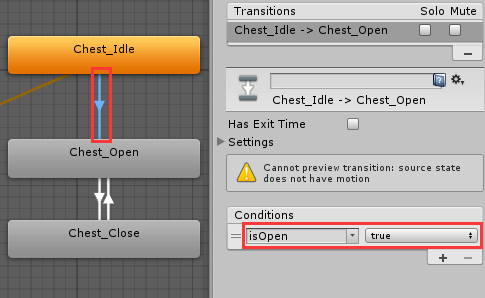 Chest_Idle
Chest_Open
Chest_Close
Transitions Solo Mute
Chest_Idle -> Chest_Open
Chest_Idle -> Chest_Open
Has Exit Time
Settings
Cannot preview transition: source state
does not have motion
Conditions
isOpen true